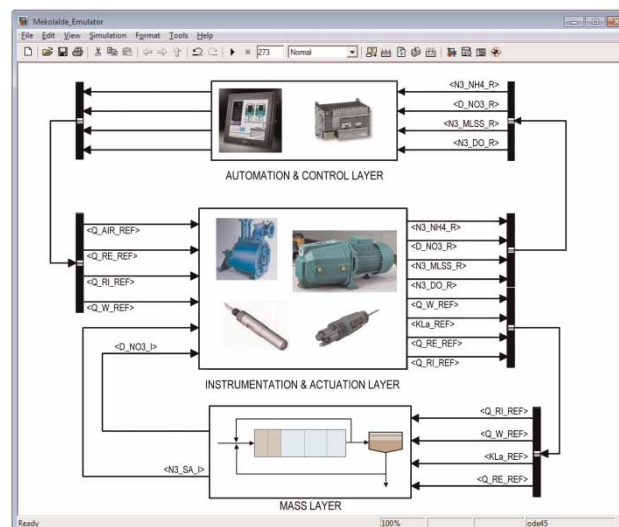 Mekolalde_Emulator
File Edit View Simulation Format Tools Help
273 Normal
<N3_NH4_R>
<D_NO3_R>
<N3_MLSS_R>
<N3_DO_R>
AUTOMATION & CONTROL LAYER
<Q_AIR_REF>
<Q_RE_REF>
<Q_RI_REF>
<Q_W_REF>
<D_NO3_I>
<N3_NH4_R>
<D_NO3_R>
<N3_MLSS_R>
<N3_DO_R>
<Q_W_REF>
<KLa_REF>
<Q_RE_REF>
<Q_RI_REF>
INSTRUMENTATION & ACTUATION LAYER
<N3_SA_I>
<Q_RI_REF>
<Q_W_REF>
<KLa_REF>
<Q_RE_REF>
MASS LAYER
Ready 100% ode45